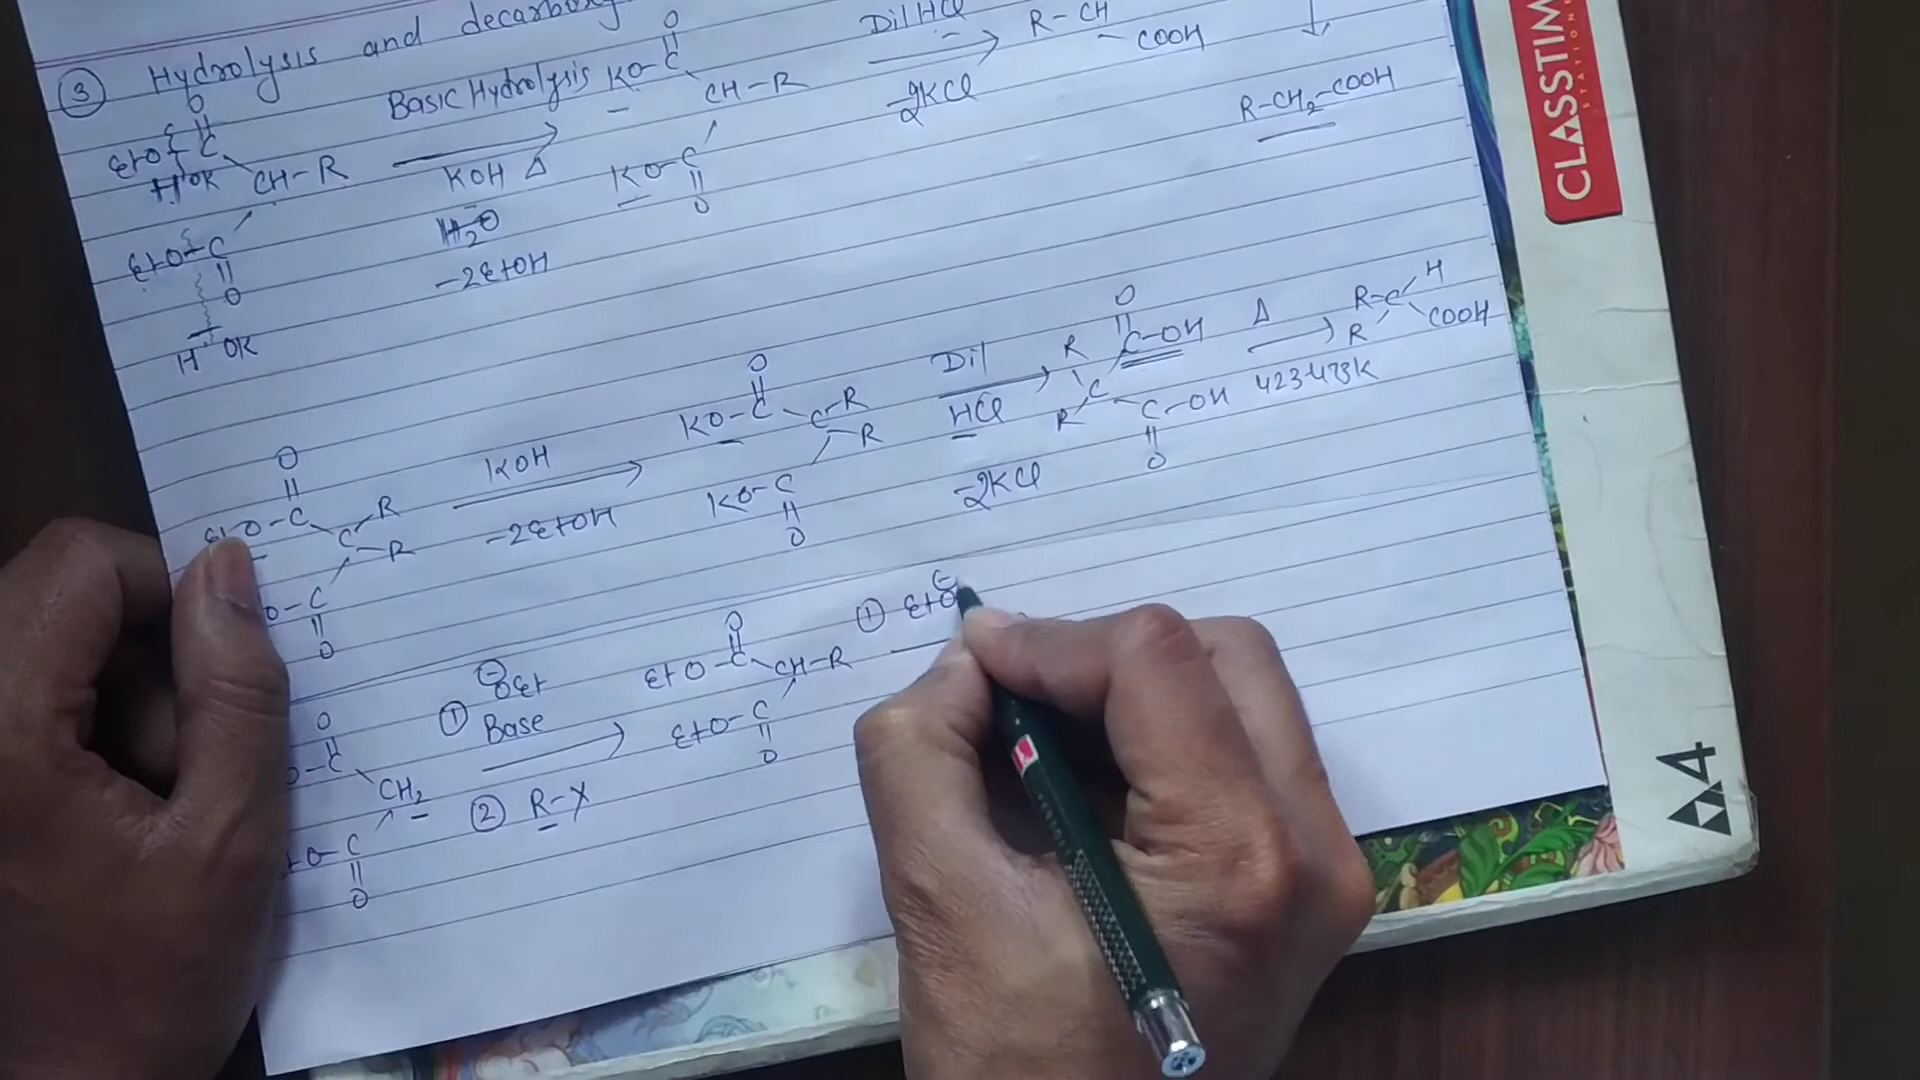 ③ Hydrolysis and
O
EtO C
H OK CH-R
EtO C
O
H OK
Basic Hydrolysis
KOH Δ
H2O
-2EtOH
O
KO-C
CH-R
KO-C
O
Dil HCl
-2KCl
R-CH
COOH
R-CH2-COOH
O
EtO-C
C-R
R
O-C
O
KOH
-2EtOH
O
KO-C
C-R
R
KO-C
O
Dil
HCl
-2KCl
O
R C-OH
C
R C-OH
O
Δ
423-473K
R-C H
R COOH
O
O-C
CH2
tO-C
O
⊖OEt
① Base
② R-X
O
EtO-C
CH-R
EtO-C
O
① EtO
CLASSTIM
STATION
A4